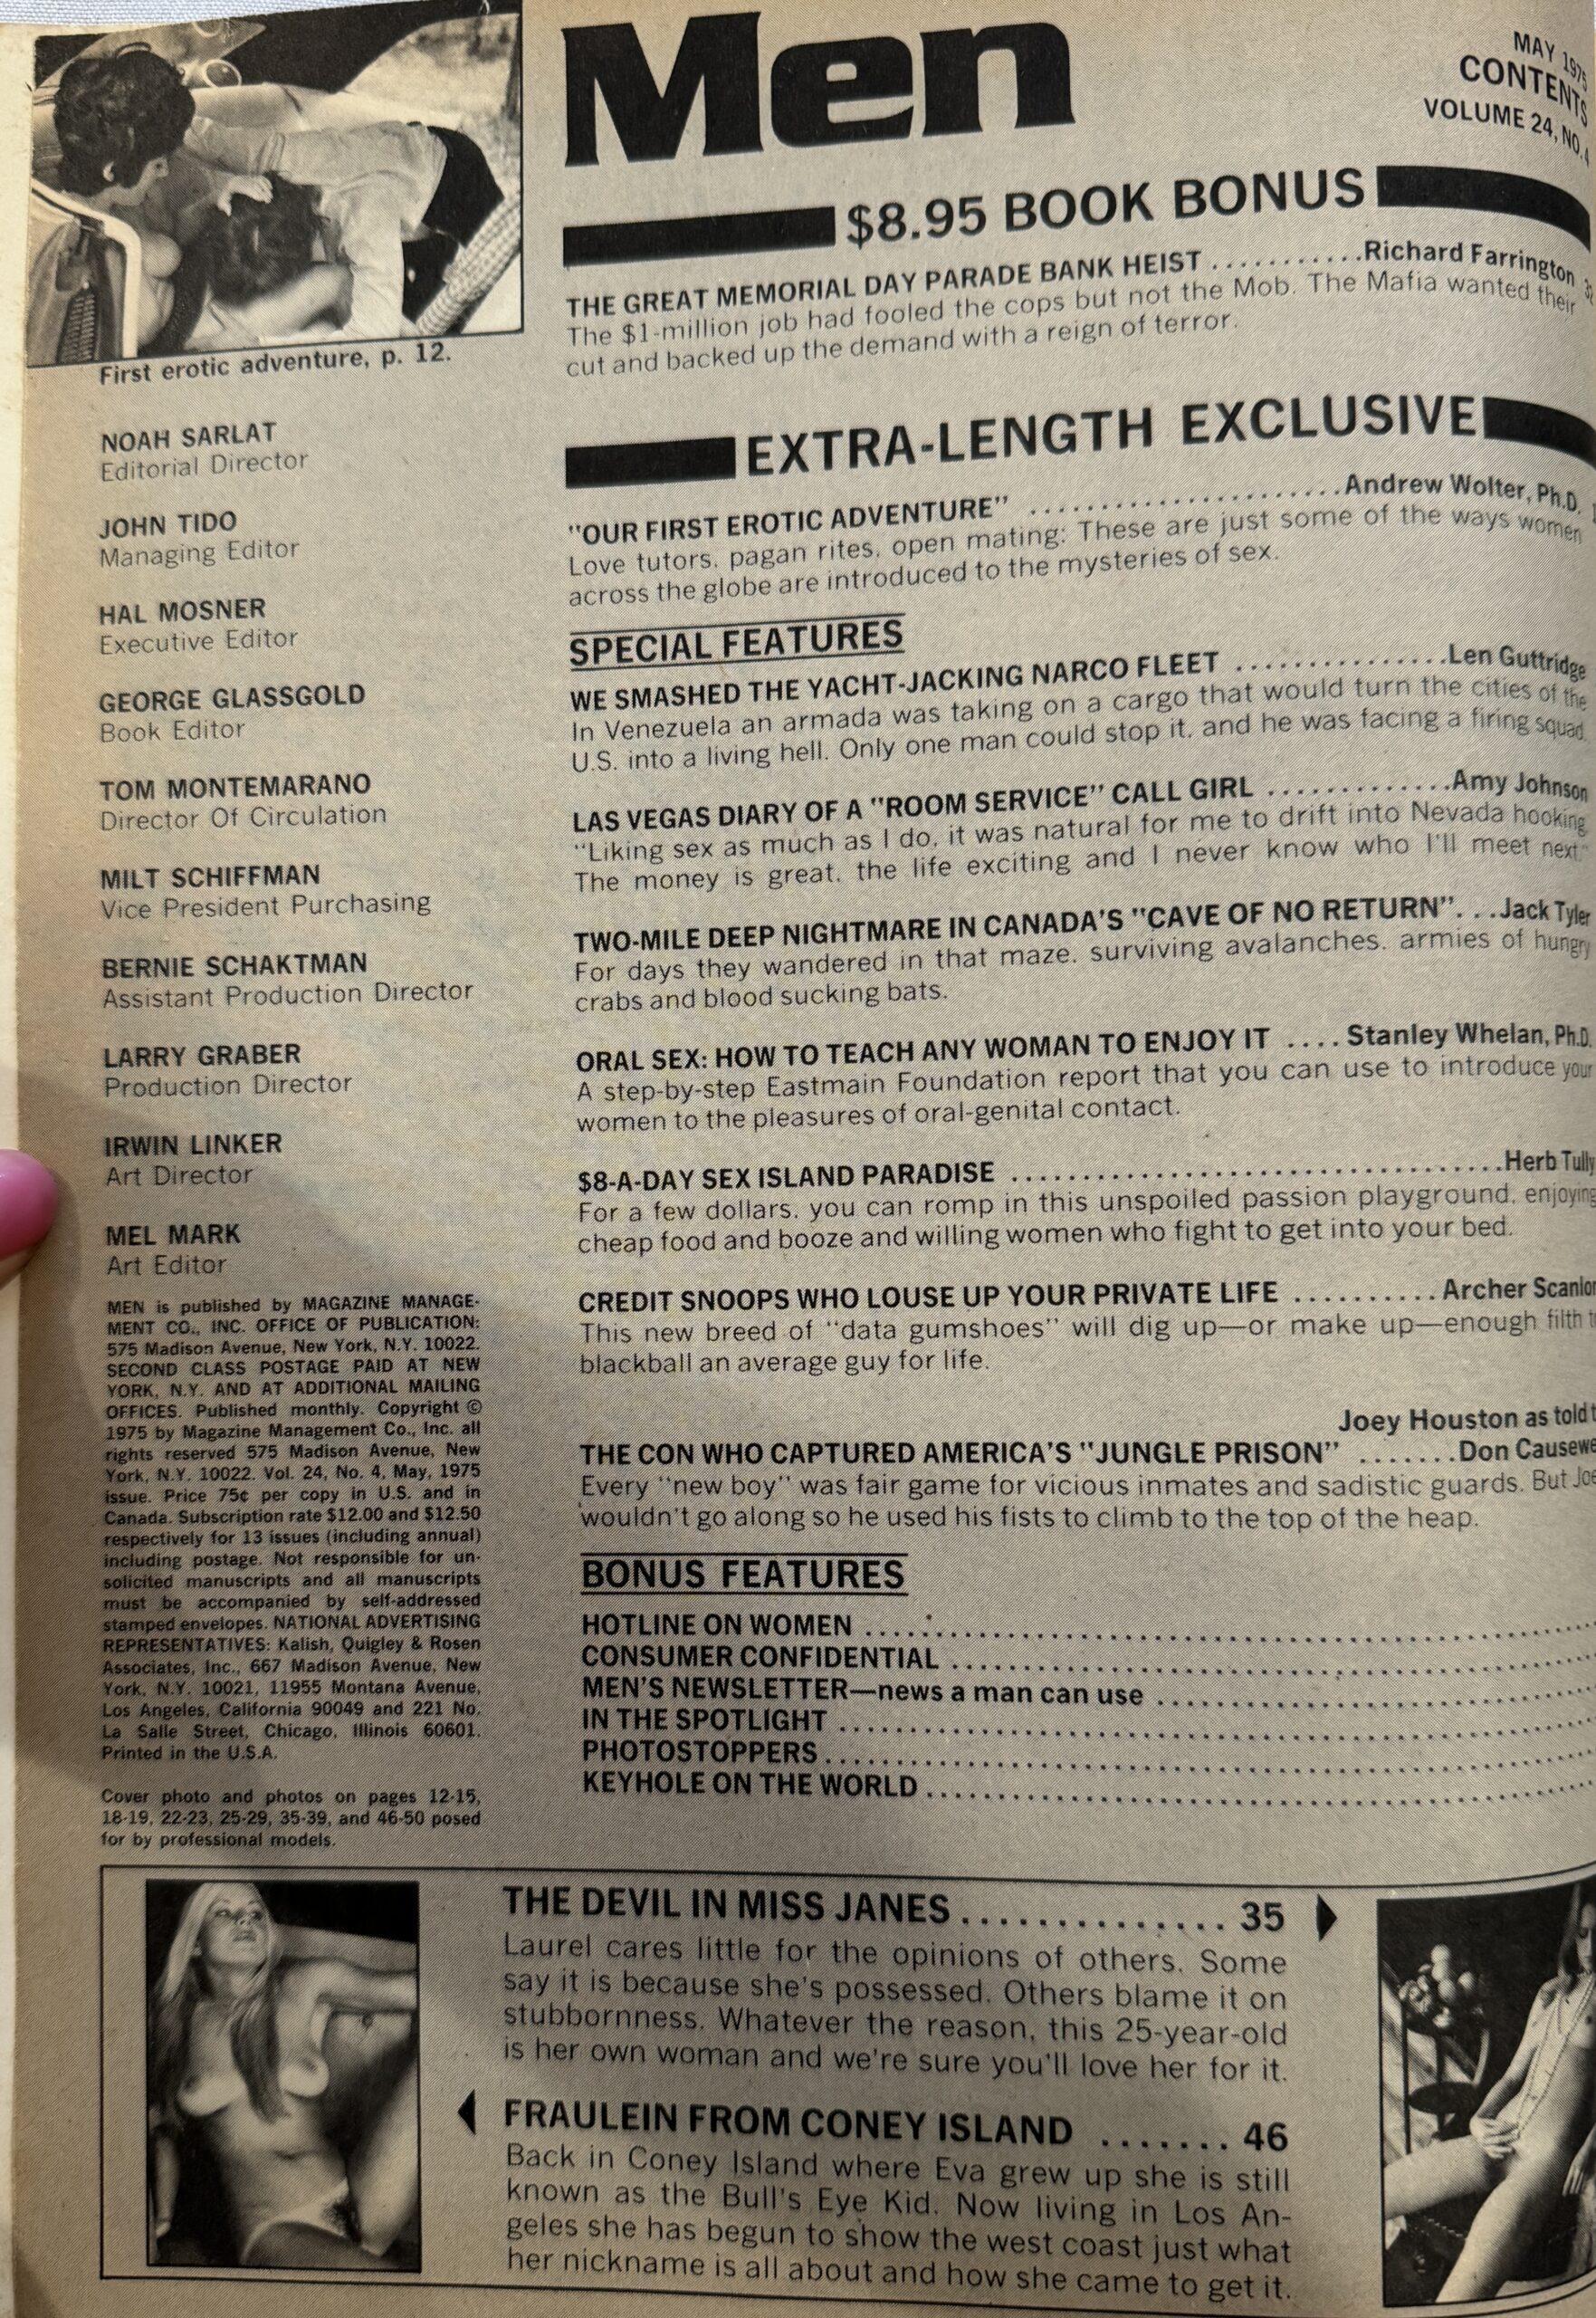 Men
MAY 1975
CONTENTS
VOLUME 24, NO. 4
$8.95 BOOK BONUS
THE GREAT MEMORIAL DAY PARADE BANK HEIST ...........Richard Farrington
The $1-million job had fooled the cops but not the Mob. The Mafia wanted their
cut and backed up the demand with a reign of terror.
EXTRA-LENGTH EXCLUSIVE
"OUR FIRST EROTIC ADVENTURE" ......................Andrew Wolter, Ph.D.
Love tutors, pagan rites, open mating: These are just some of the ways women
across the globe are introduced to the mysteries of sex.
SPECIAL FEATURES
WE SMASHED THE YACHT-JACKING NARCO FLEET ...............Len Guttridge
In Venezuela an armada was taking on a cargo that would turn the cities of the
U.S. into a living hell. Only one man could stop it, and he was facing a firing squad.
LAS VEGAS DIARY OF A "ROOM SERVICE" CALL GIRL .............Amy Johnson
"Liking sex as much as I do, it was natural for me to drift into Nevada hooking.
The money is great, the life exciting and I never know who I'll meet next."
TWO-MILE DEEP NIGHTMARE IN CANADA'S "CAVE OF NO RETURN"...Jack Tyler
For days they wandered in that maze, surviving avalanches, armies of hungry
crabs and blood sucking bats.
ORAL SEX: HOW TO TEACH ANY WOMAN TO ENJOY IT ....Stanley Whelan, Ph.D.
A step-by-step Eastmain Foundation report that you can use to introduce your
women to the pleasures of oral-genital contact.
$8-A-DAY SEX ISLAND PARADISE ...................................Herb Tully
For a few dollars, you can romp in this unspoiled passion playground, enjoying
cheap food and booze and willing women who fight to get into your bed.
CREDIT SNOOPS WHO LOUSE UP YOUR PRIVATE LIFE ..........Archer Scanlon
This new breed of "data gumshoes" will dig up—or make up—enough filth
blackball an average guy for life.
Joey Houston as told
THE CON WHO CAPTURED AMERICA'S "JUNGLE PRISON" .......Don
Every "new boy" was fair game for vicious inmates and sadistic guards. But
wouldn't go along so he used his fists to climb to the top of the heap.
BONUS FEATURES
HOTLINE ON WOMEN
CONSUMER CONFIDENTIAL
MEN'S NEWSLETTER—news a man can use
IN THE SPOTLIGHT
PHOTOSTOPPERS
KEYHOLE ON THE WORLD
First erotic adventure, p. 12.
NOAH SARLAT
Editorial Director
JOHN TIDO
Managing Editor
HAL MOSNER
Executive Editor
GEORGE GLASSGOLD
Book Editor
TOM MONTEMARANO
Director Of Circulation
MILT SCHIFFMAN
Vice President Purchasing
BERNIE SCHAKTMAN
Assistant Production Director
LARRY GRABER
Production Director
IRWIN LINKER
Art Director
MEL MARK
Art Editor
MEN is published by MAGAZINE MANAGE-
MENT CO., INC. OFFICE OF PUBLICATION:
575 Madison Avenue, New York, N.Y. 10022.
SECOND CLASS POSTAGE PAID AT NEW
YORK, N.Y. AND AT ADDITIONAL MAILING
OFFICES. Published monthly. Copyright ©
1975 by Magazine Management Co., Inc. all
rights reserved 575 Madison Avenue, New
York, N.Y. 10022. Vol. 24, No. 4, May, 1975
issue. Price 75¢ per copy in U.S. and in
Canada. Subscription rate $12.00 and $12.50
respectively for 13 issues (including annual)
including postage. Not responsible for un-
solicited manuscripts and all manuscripts
must be accompanied by self-addressed
stamped envelopes. NATIONAL ADVERTISING
REPRESENTATIVES: Kalish, Quigley & Rosen
Associates, Inc., 667 Madison Avenue, New
York, N.Y. 10021, 11955 Montana Avenue,
Los Angeles, California 90049 and 221 No.
La Salle Street, Chicago, Illinois 60601.
Printed in the U.S.A.
Cover photo and photos on pages 12-15,
18-19, 22-23, 25-29, 35-39, and 46-50 posed
for by professional models.
THE DEVIL IN MISS JANES.............. 35
Laurel cares little for the opinions of others. Some
say it is because she's possessed. Others blame it on
stubbornness. Whatever the reason, this 25-year-old
is her own woman and we're sure you'll love her for it.
FRAULEIN FROM CONEY ISLAND ....... 46
Back in Coney Island where Eva grew up she is still
known as the Bull's Eye Kid. Now living in Los An-
geles she has begun to show the west coast just what
her nickname is all about and how she came to get it.